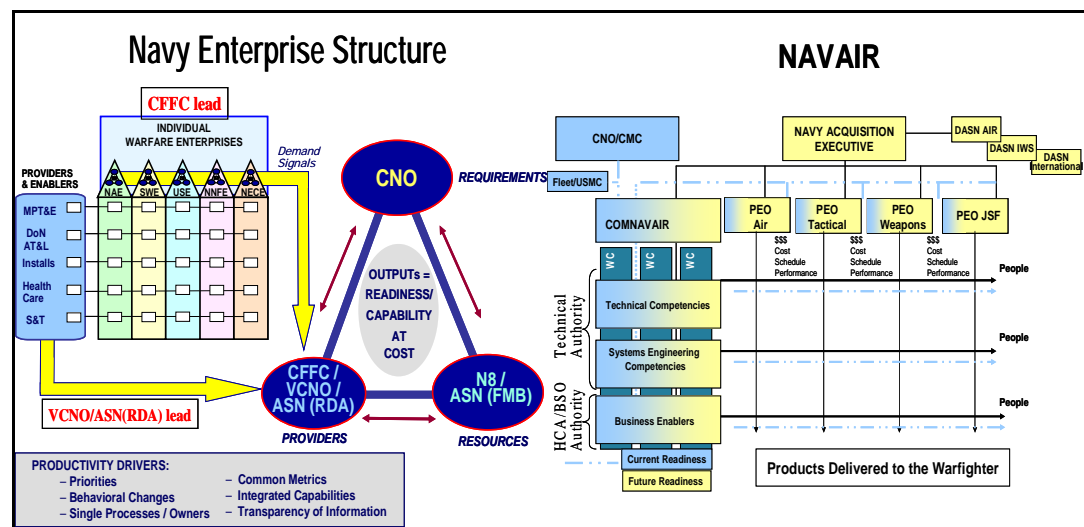 Navy Enterprise Structure
CFFC lead
INDIVIDUAL
WARFARE ENTERPRISES
Demand
Signals
PROVIDERS
& ENABLERS
NAE
SWE
USE
NNFE
NECE
MPT&E
DoN
AT&L
Installs
Health
Care
S&T
VCNO/ASN(RDA) lead
CNO
REQUIREMENTS
OUTPUTs =
READINESS/
CAPABILITY
AT
COST
CFFC /
VCNO /
ASN (RDA)
PROVIDERS
N8 /
ASN (FMB)
RESOURCES
PRODUCTIVITY DRIVERS:
– Priorities
– Behavioral Changes
– Single Processes / Owners
– Common Metrics
– Integrated Capabilities
– Transparency of Information
NAVAIR
CNO/CMC
NAVY ACQUISITION
EXECUTIVE
DASN AIR
DASN IWS
DASN
International
Fleet/USMC
COMNAVAIR
PEO
Air
PEO
Tactical
PEO
Weapons
PEO JSF
$$$
Cost
Schedule
Performance
$$$
Cost
Schedule
Performance
$$$
Cost
Schedule
Performance
WC
WC
WC
People
Technical
Authority
Technical Competencies
Systems Engineering
Competencies
People
HCA/BSO
Authority
Business Enablers
People
Current Readiness
Future Readiness
Products Delivered to the Warfighter